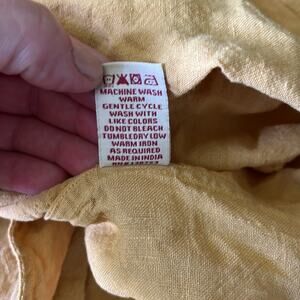 MACHINE WASH
WARM
GENTLE CYCLE
WASH WITH
LIKE COLORS
DO NOT BLEACH
TUMBLE DRY LOW
WARM IRON
AS REQUIRED
MADE IN INDIA